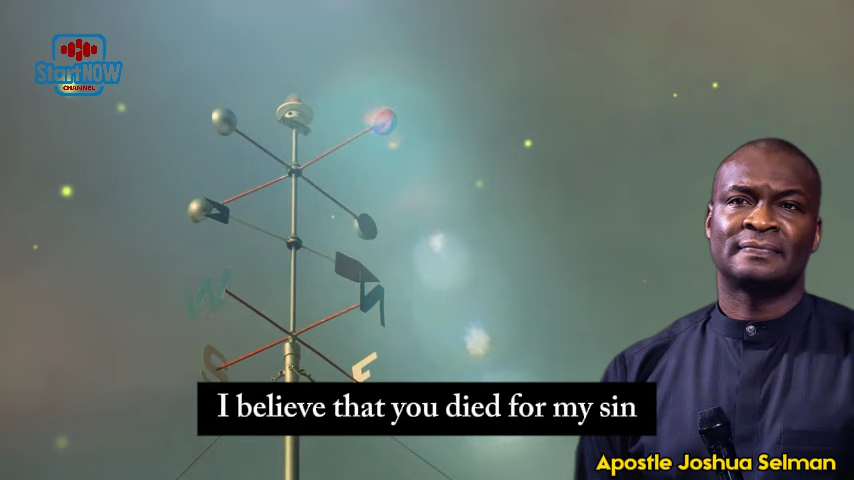 StartNOW
CHANNEL
W
N
S
E
I believe that you died for my sin
Apostle Joshua Selman